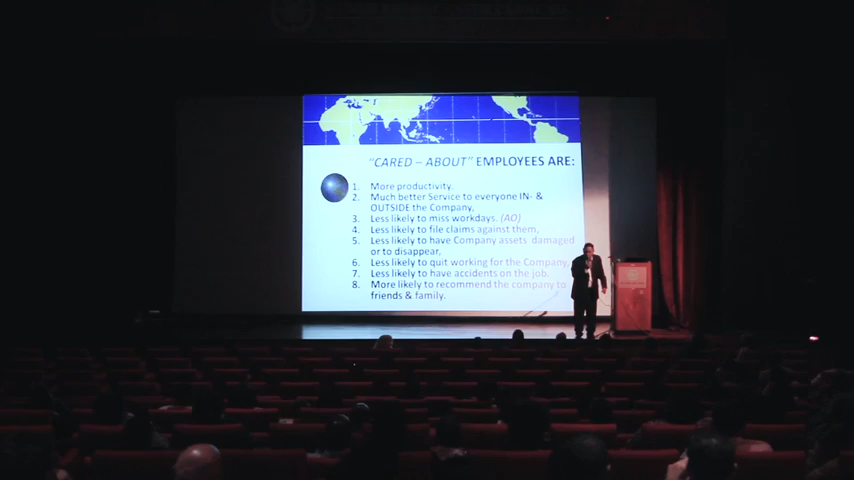 "CARED – ABOUT" EMPLOYEES ARE:
1. More productivity.
2. Much better Service to everyone IN- &
OUTSIDE the Company,
3. Less likely to miss workdays. (AO)
4. Less likely to file claims against them,
5. Less likely to have Company assets damaged
or to disappear,
6. Less likely to quit working for the Company,
7. Less likely to have accidents on the job.
8. More likely to recommend the company to
friends & family.